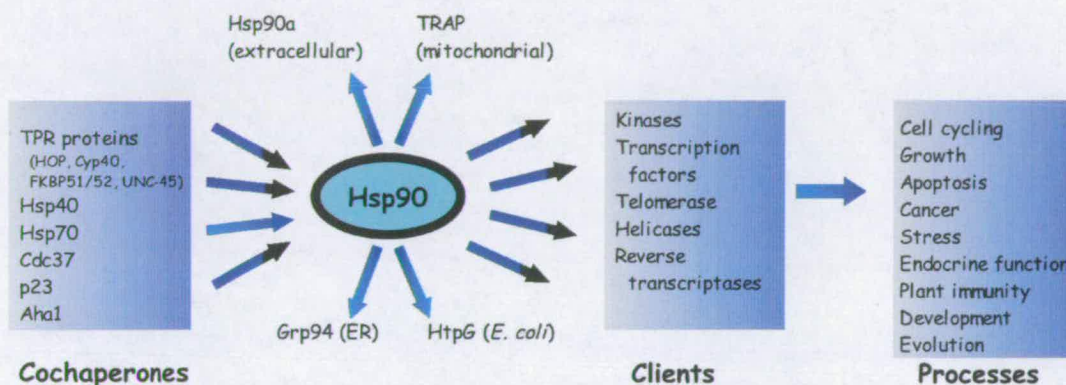 Hsp90a
(extracellular)
TRAP
(mitochondrial)
TPR proteins
(HOP, Cyp40,
FKBP51/52, UNC-45)
Hsp40
Hsp70
Cdc37
p23
Aha1
Cochaperones
Hsp90
Grp94 (ER)
HtpG (E. coli)
Kinases
Transcription
factors
Telomerase
Helicases
Reverse
transcriptases
Clients
Cell cycling
Growth
Apoptosis
Cancer
Stress
Endocrine function
Plant immunity
Development
Evolution
Processes